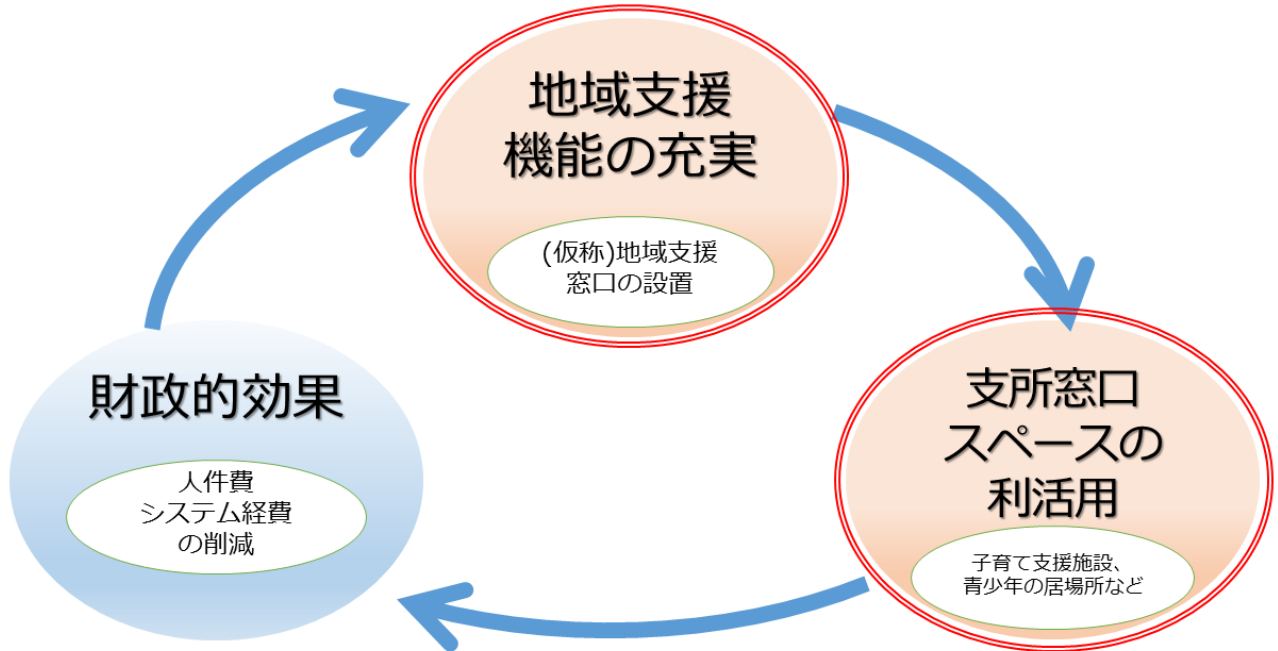 地域支援
機能の充実
(仮称)地域支援
窓口の設置
支所窓口
スペースの
利活用
子育て支援施設、
青少年の居場所など
財政的効果
人件費
システム経費
の削減